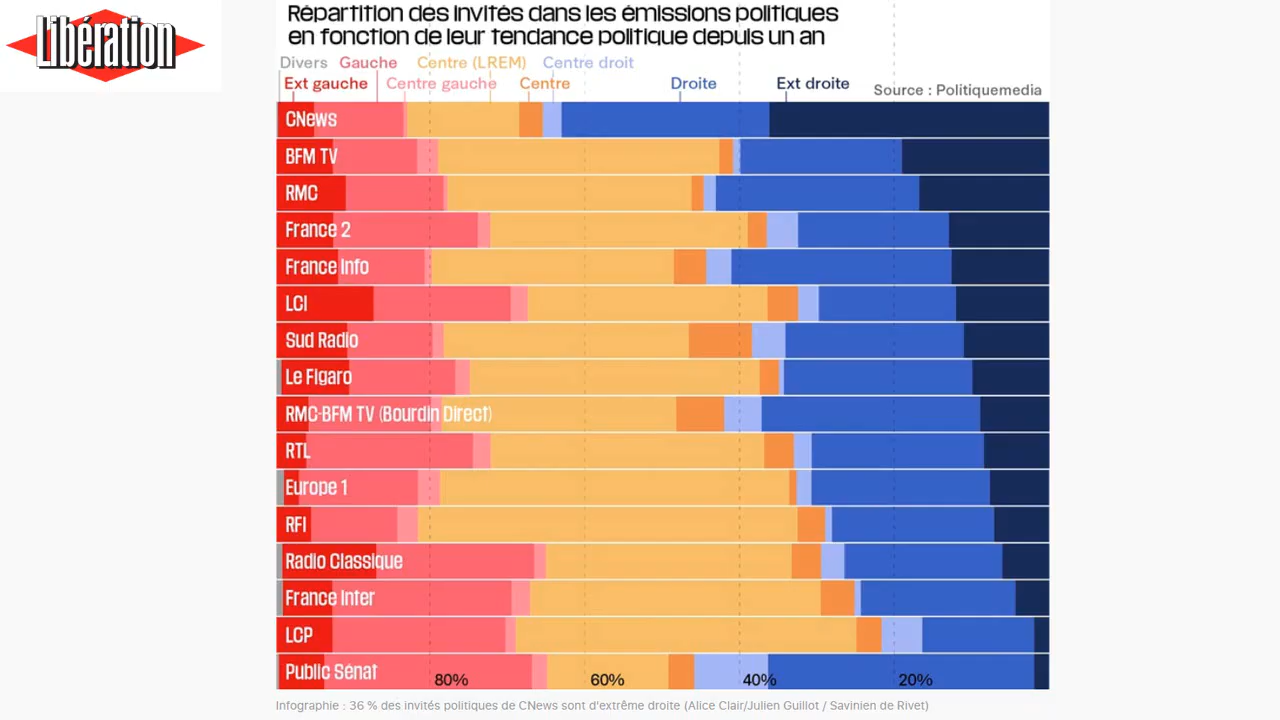 Libération
Répartition des invités dans les émissions politiques
en fonction de leur tendance politique depuis un an
Divers Gauche Centre (LREM) Centre droit
Ext gauche Centre gauche Centre Droite Ext droite Source : Politiquemedia
CNews
BFM TV
RMC
France 2
France Info
LCI
Sud Radio
Le Figaro
RMC-BFM TV (Bourdin Direct)
RTL
Europe 1
RFI
Radio Classique
France Inter
LCP
Public Sénat 80% 60% 40% 20%
Infographie : 36 % des invités politiques de CNews sont d'extrême droite (Alice Clair/Julien Guillot / Savinien de Rivet)